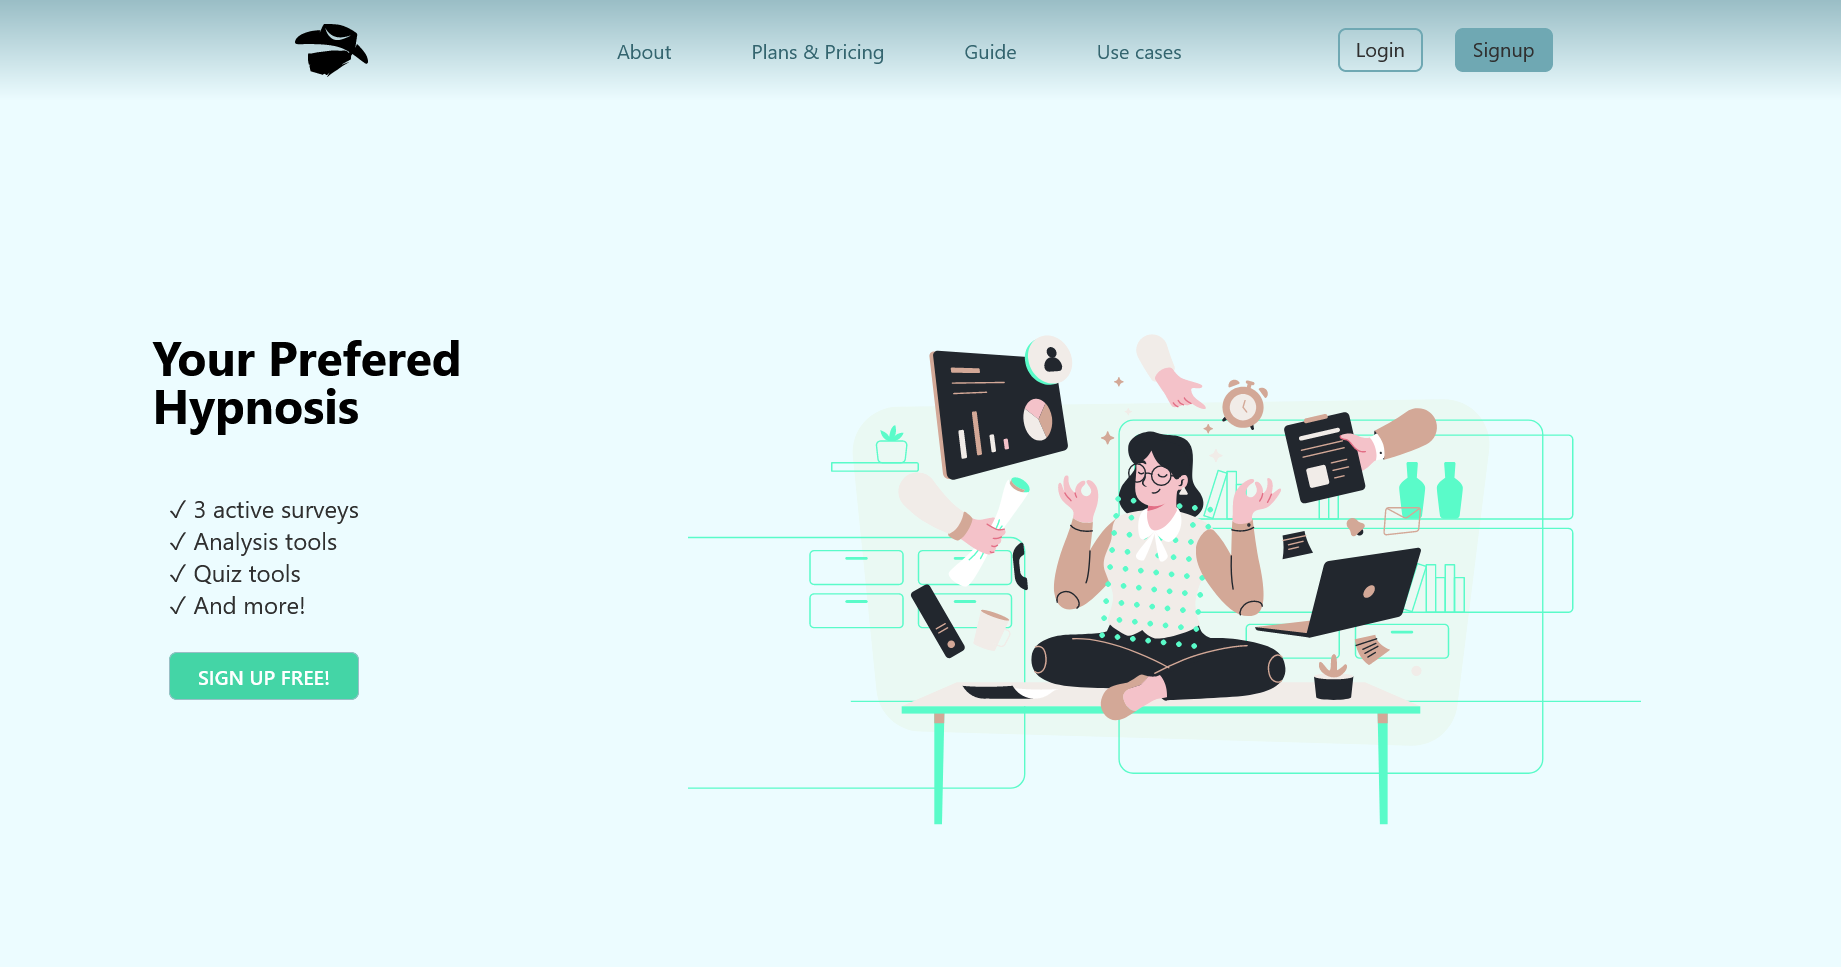 About
Plans & Pricing
Guide
Use cases
Login
Signup
Your Prefered
Hypnosis
✓ 3 active surveys
✓ Analysis tools
✓ Quiz tools
✓ And more!
SIGN UP FREE!